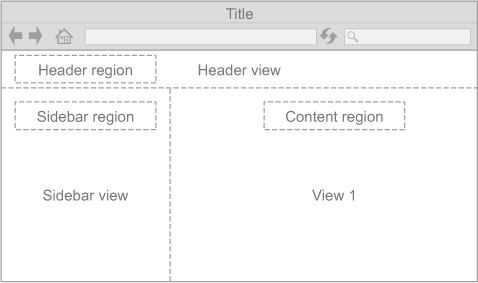 Title
Header region Header view
Sidebar region Content region
Sidebar view View 1